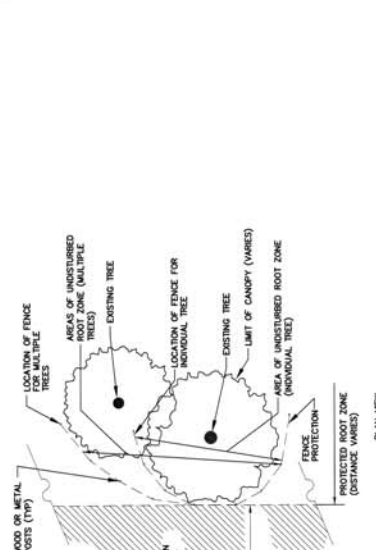 LOCATION OF FENCE
FOR MULTIPLE
TREES
AREAS OF UNDISTURBED
ROOT ZONE (MULTIPLE
TREES)
EXISTING TREE
LOCATION OF FENCE FOR
INDIVIDUAL TREE
EXISTING TREE
LIMIT OF CANOPY (VARIES)
AREA OF UNDISTURBED ROOT ZONE
(INDIVIDUAL TREE)
OR METAL
(TYP)
FENCE
PROTECTION
PROTECTED ROOT ZONE
(DISTANCE VARIES)